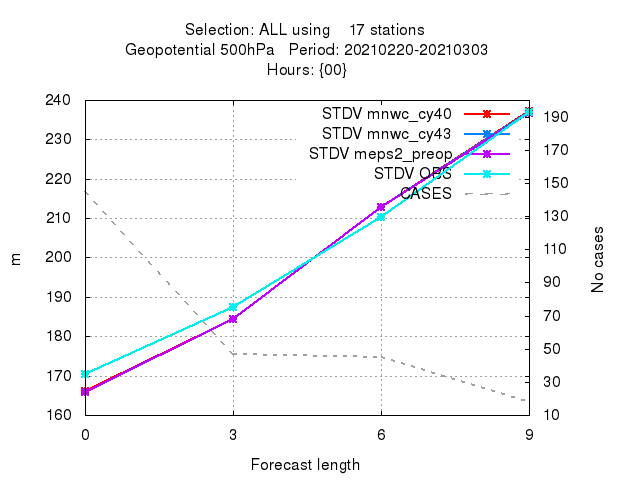 Selection: ALL using    17 stations
Geopotential 500hPa   Period: 20210220-20210303
Hours: {00}
STDV mnwc_cy40
STDV mnwc_cy43
STDV meps2_preop
STDV OBS
CASES
240
230
220
210
200
190
180
170
160
m
190
170
150
130
110
90
70
50
30
10
No cases
0 3 6 9
Forecast length